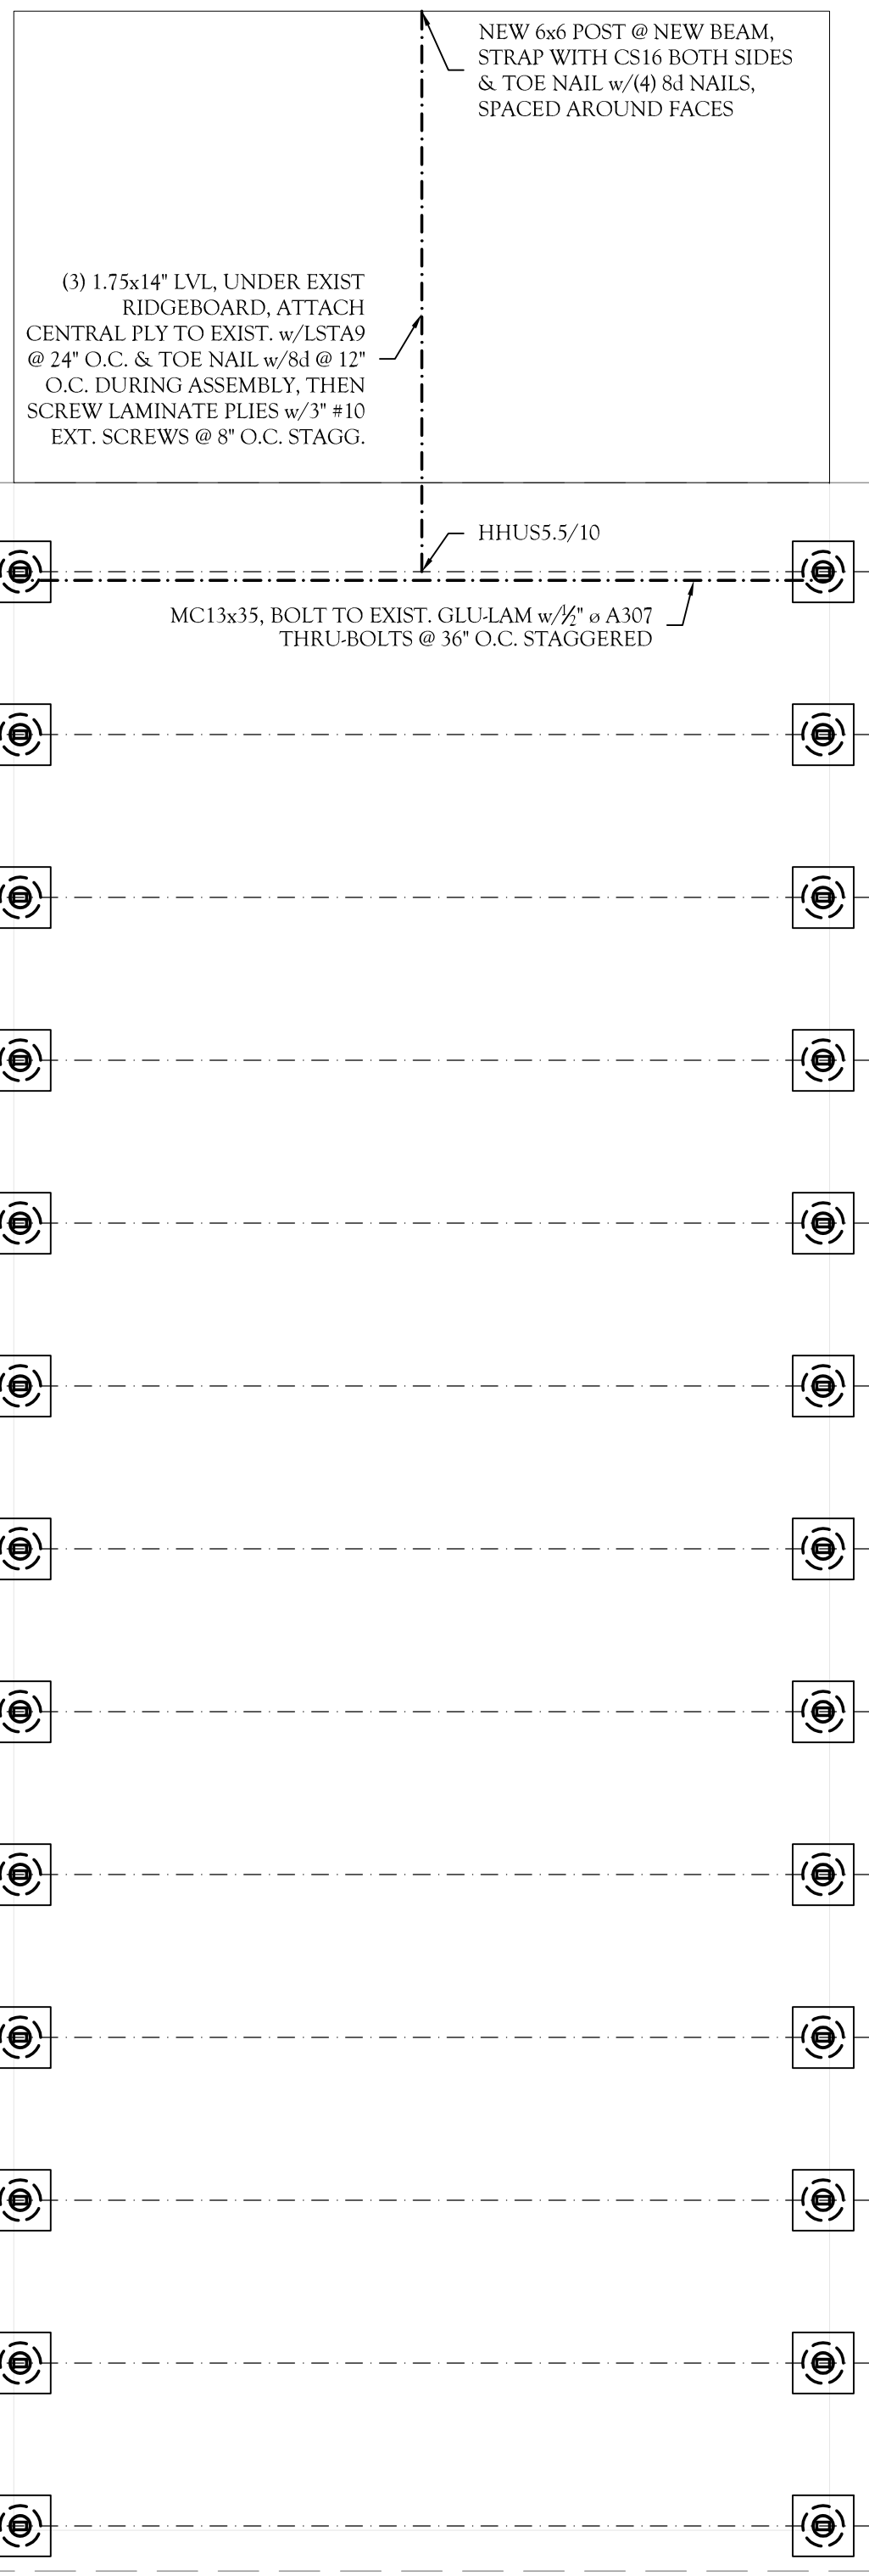 NEW 6x6 POST @ NEW BEAM,
STRAP WITH CS16 BOTH SIDES
& TOE NAIL w/(4) 8d NAILS,
SPACED AROUND FACES
(3) 1.75x14" LVL, UNDER EXIST
RIDGEBOARD, ATTACH
CENTRAL PLY TO EXIST. w/LSTA9
@ 24" O.C. & TOE NAIL w/8d @ 12"
O.C. DURING ASSEMBLY, THEN
SCREW LAMINATE PLIES w/3" #10
EXT. SCREWS @ 8" O.C. STAGG.
HHUS5.5/10
MC13x35, BOLT TO EXIST. GLU-LAM w/½" ø A307
THRU-BOLTS @ 36" O.C. STAGGERED